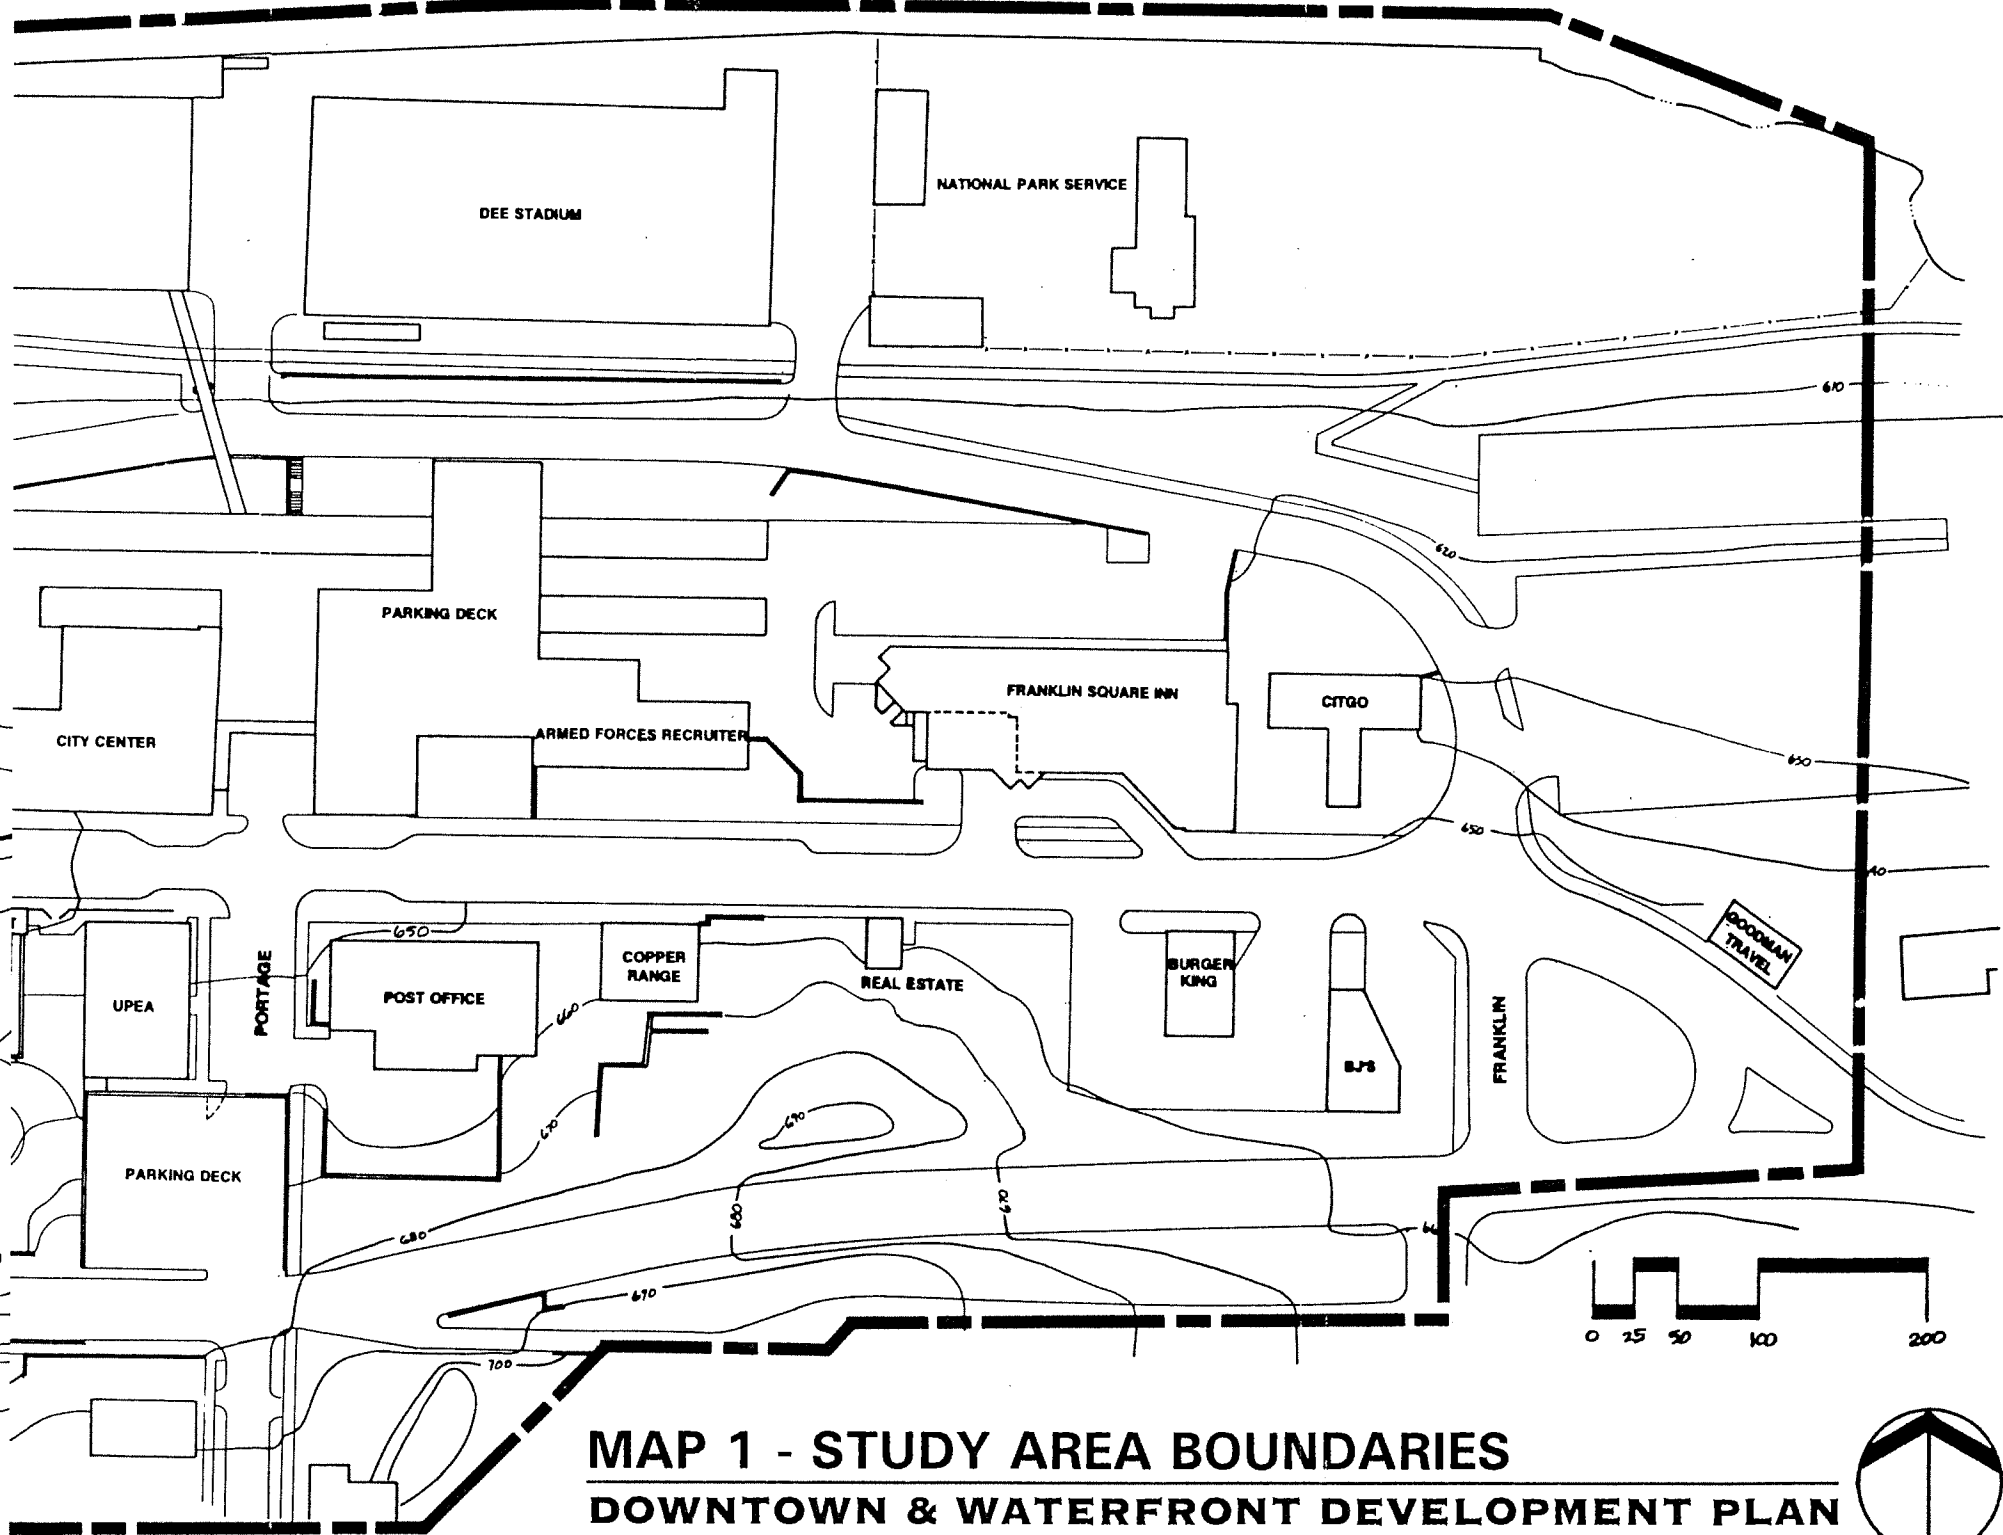 NATIONAL PARK SERVICE
DEE STADIUM
610
620
PARKING DECK
FRANKLIN SQUARE INN
CITGO
ARMED FORCES RECRUITER
CITY CENTER
630
650
GOODMAN
TRAVEL
650
COPPER
RANGE
BURGER
KING
REAL ESTATE
POST OFFICE
UPEA
PORTAGE
660
FRANKLIN
BJ'S
690
670
PARKING DECK
680
680
670
690
700
0 25 50 100 200
MAP 1 - STUDY AREA BOUNDARIES
DOWNTOWN & WATERFRONT DEVELOPMENT PLAN